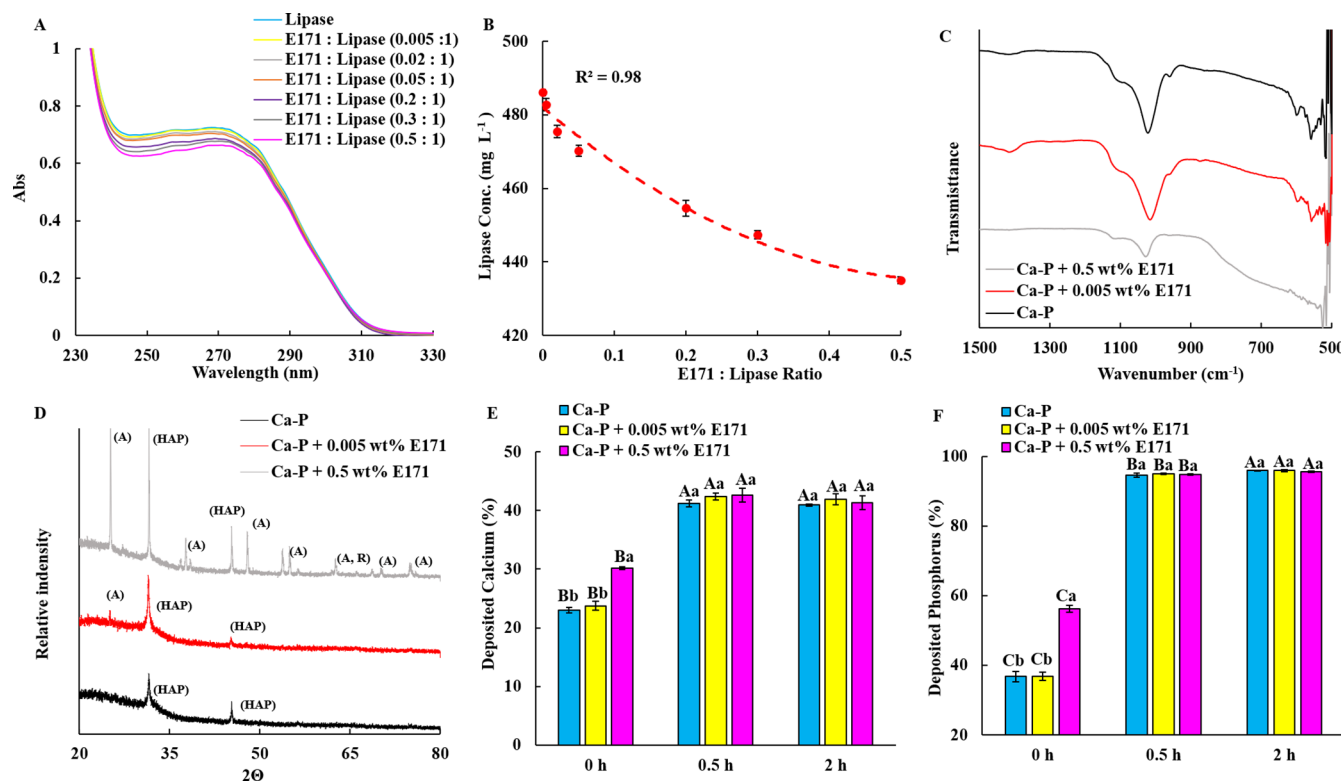 A
Lipase
E171 : Lipase (0.005 :1)
E171 : Lipase (0.02 : 1)
E171 : Lipase (0.05 : 1)
E171 : Lipase (0.2 : 1)
E171 : Lipase (0.3 : 1)
E171 : Lipase (0.5 : 1)
1
0.8
0.6
0.4
0.2
0
Abs
230
250
270
290
310
330
Wavelength (nm)
B
R² = 0.98
500
480
460
440
420
Lipase Conc. (mg L⁻¹)
0
0.1
0.2
0.3
0.4
0.5
E171 : Lipase Ratio
C
Transmisttance
Ca-P + 0.5 wt% E171
Ca-P + 0.005 wt% E171
Ca-P
1500
1300
1100
900
700
500
Wavenumber (cm⁻¹)
D
Ca-P
Ca-P + 0.005 wt% E171
Ca-P + 0.5 wt% E171
(A)
(HAP)
(A)
(HAP)
(A)
(A)
(A, R)
(A)
(A)
(A)
(HAP)
(HAP)
(HAP)
(HAP)
Relative indensity
20
35
50
65
80
2Θ
E
Ca-P
Ca-P + 0.005 wt% E171
Ca-P + 0.5 wt% E171
50
40
30
20
10
0
Deposited Calcium (%)
Bb
Bb
Ba
Aa
Aa
Aa
Aa
Aa
Aa
0 h
0.5 h
2 h
F
Ca-P
Ca-P + 0.005 wt% E171
Ca-P + 0.5 wt% E171
100
80
60
40
20
Deposited Phosphorus (%)
Cb
Cb
Ca
Ba
Ba
Ba
Aa
Aa
Aa
0 h
0.5 h
2 h